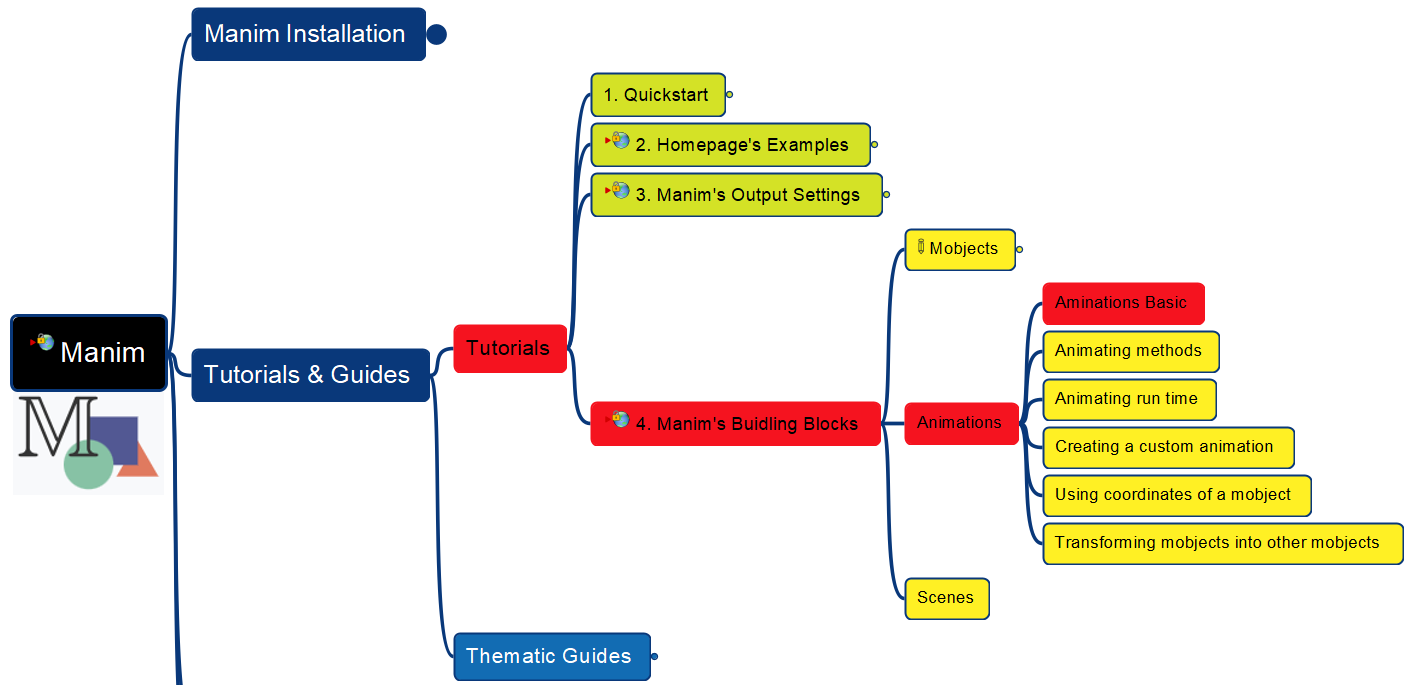 Manim Installation
1. Quickstart
2. Homepage's Examples
3. Manim's Output Settings
Mobjects
Aminations Basic
Animating methods
Manim
Tutorials
Tutorials & Guides
Animating run time
4. Manim's Buidling Blocks
Animations
Creating a custom animation
M
Using coordinates of a mobject
Transforming mobjects into other mobjects
Scenes
Thematic Guides